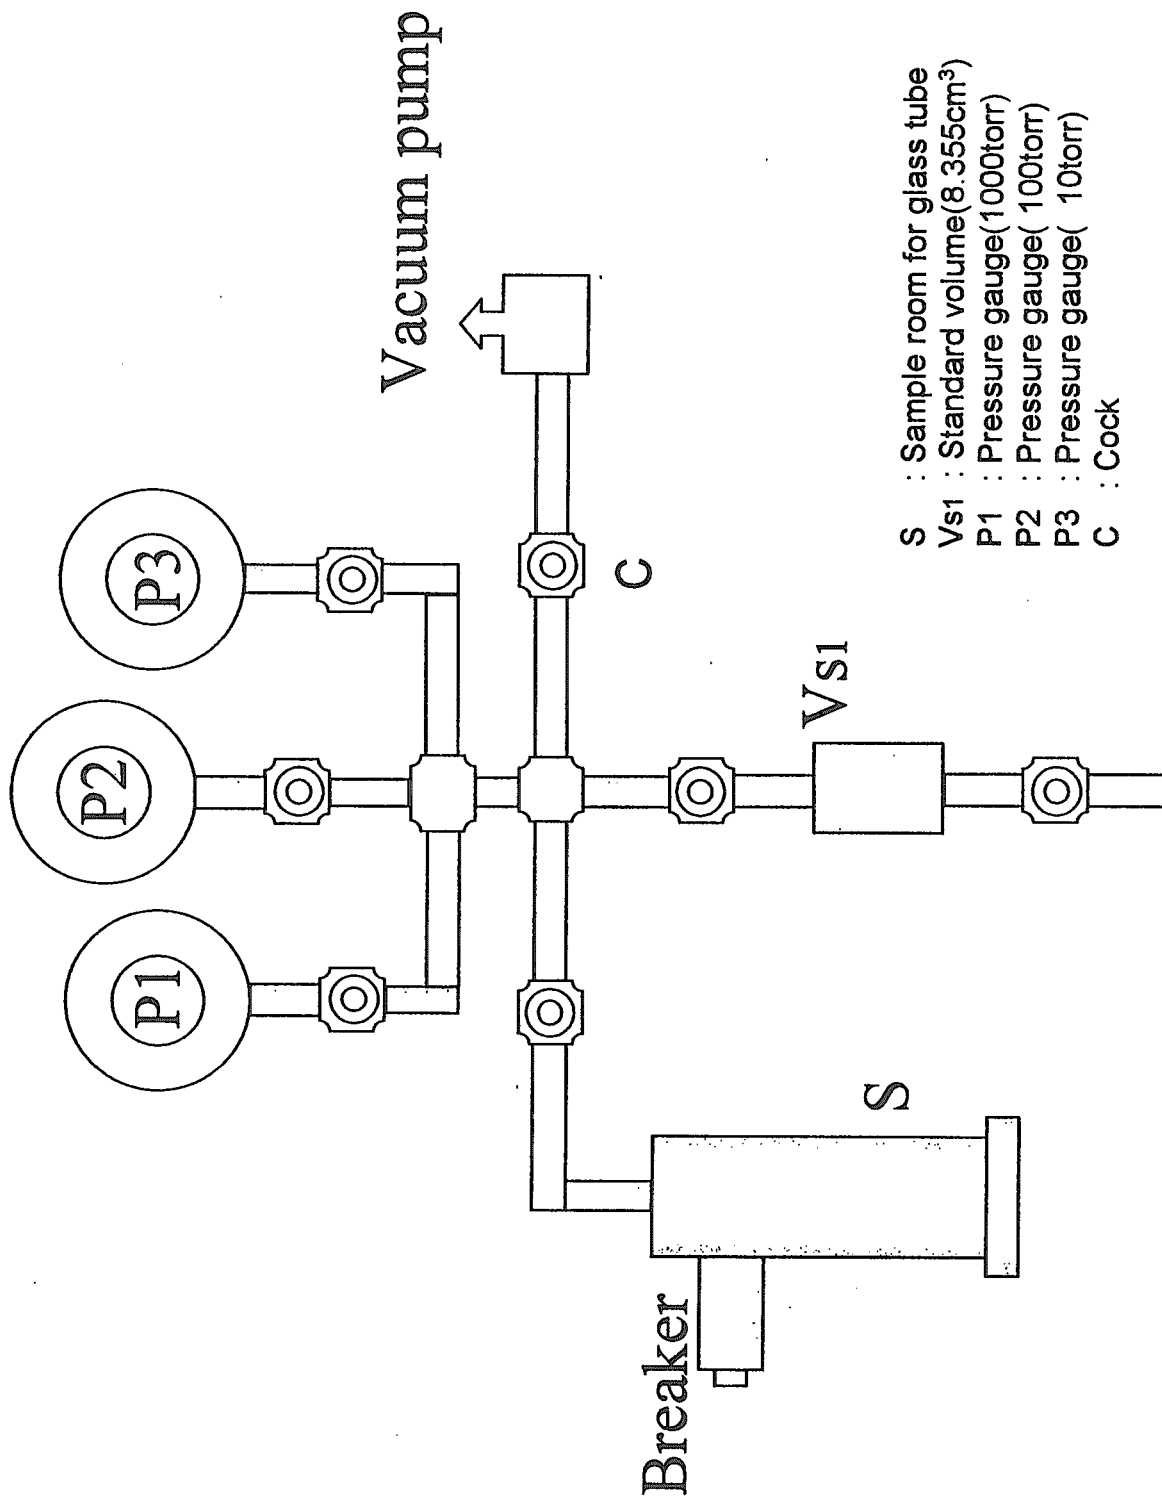 Vacuum pump
P1
P2
P3
C
Vs1
S
Breaker
S : Sample room for glass tube
Vs1 : Standard volume(8.355cm³)
P1 : Pressure gauge(1000torr)
P2 : Pressure gauge( 100torr)
P3 : Pressure gauge( 10torr)
C : Cock